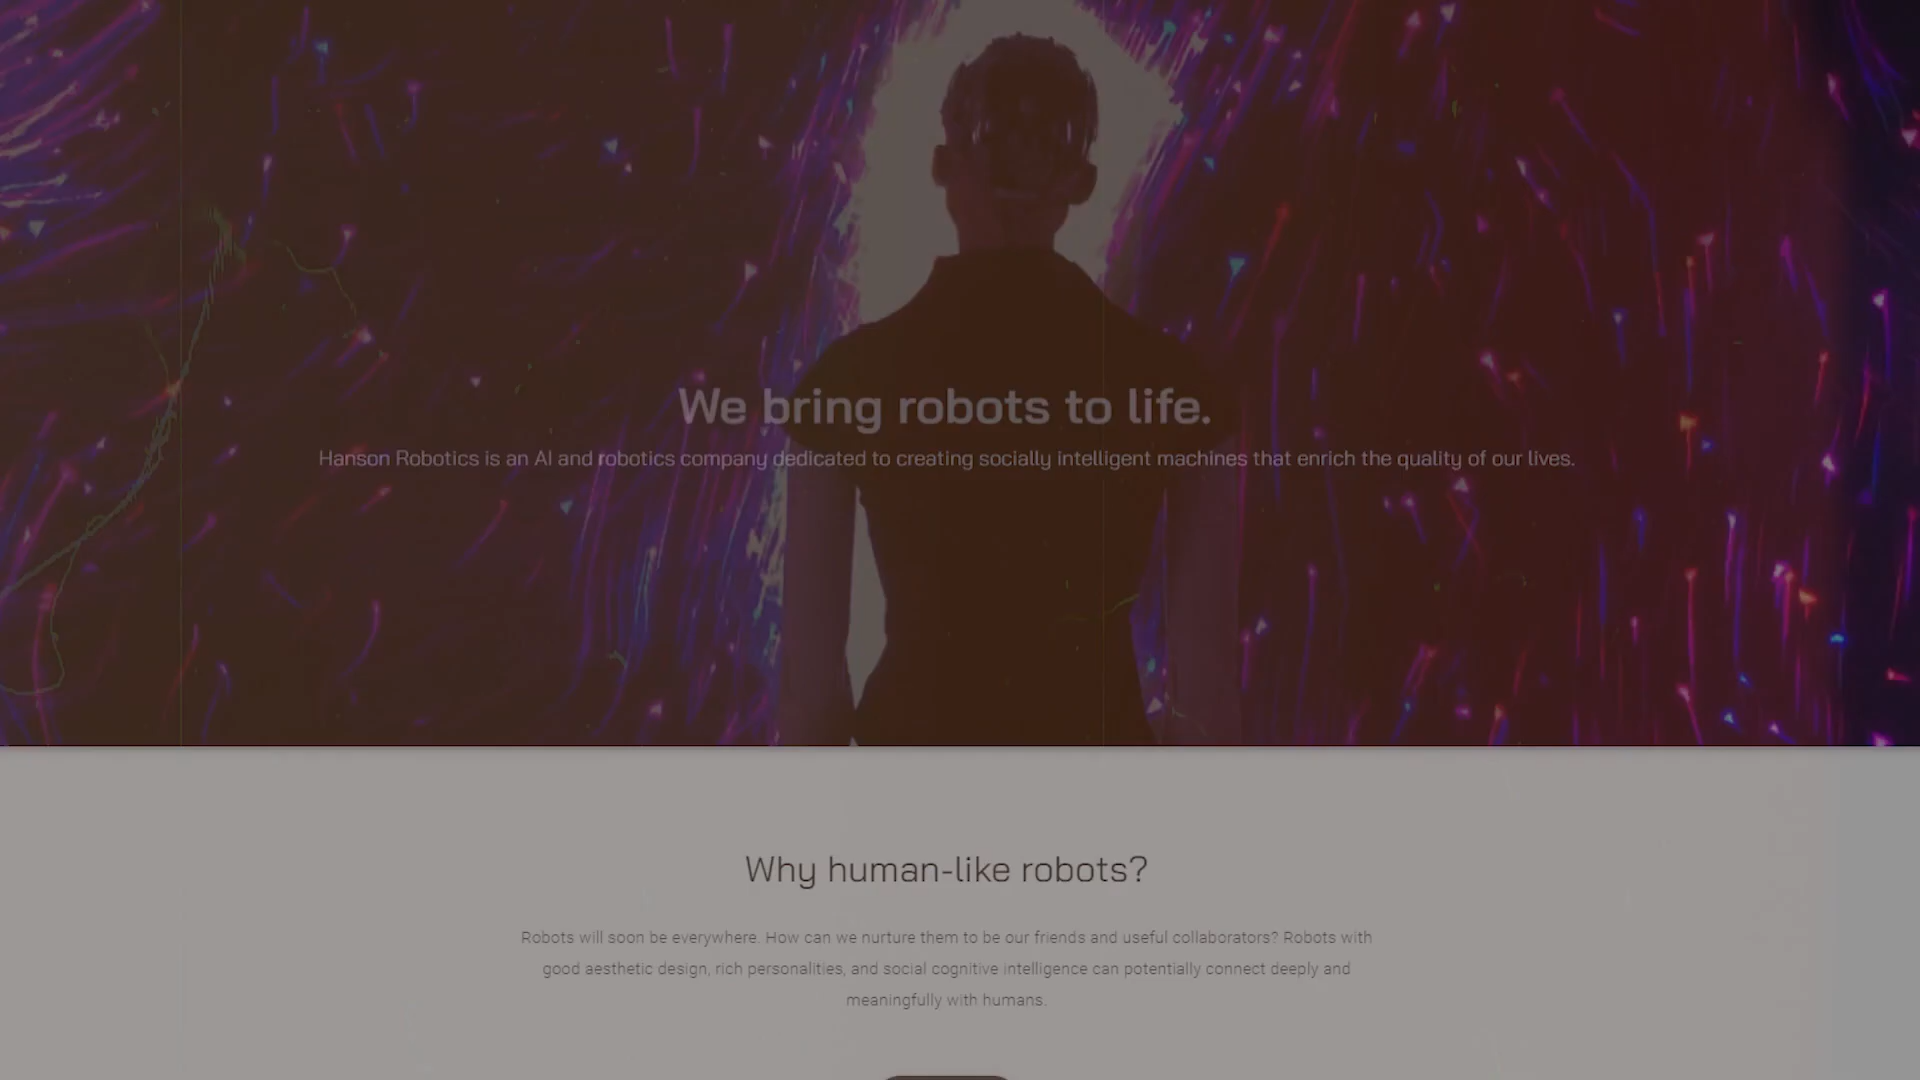 We bring robots to life.
Hanson Robotics is an AI and robotics company dedicated to creating socially intelligent machines that enrich the quality of our lives.
Why human-like robots?
Robots will soon be everywhere. How can we nurture them to be our friends and useful collaborators? Robots with
good aesthetic design, rich personalities, and social cognitive intelligence can potentially connect deeply and
meaningfully with humans.